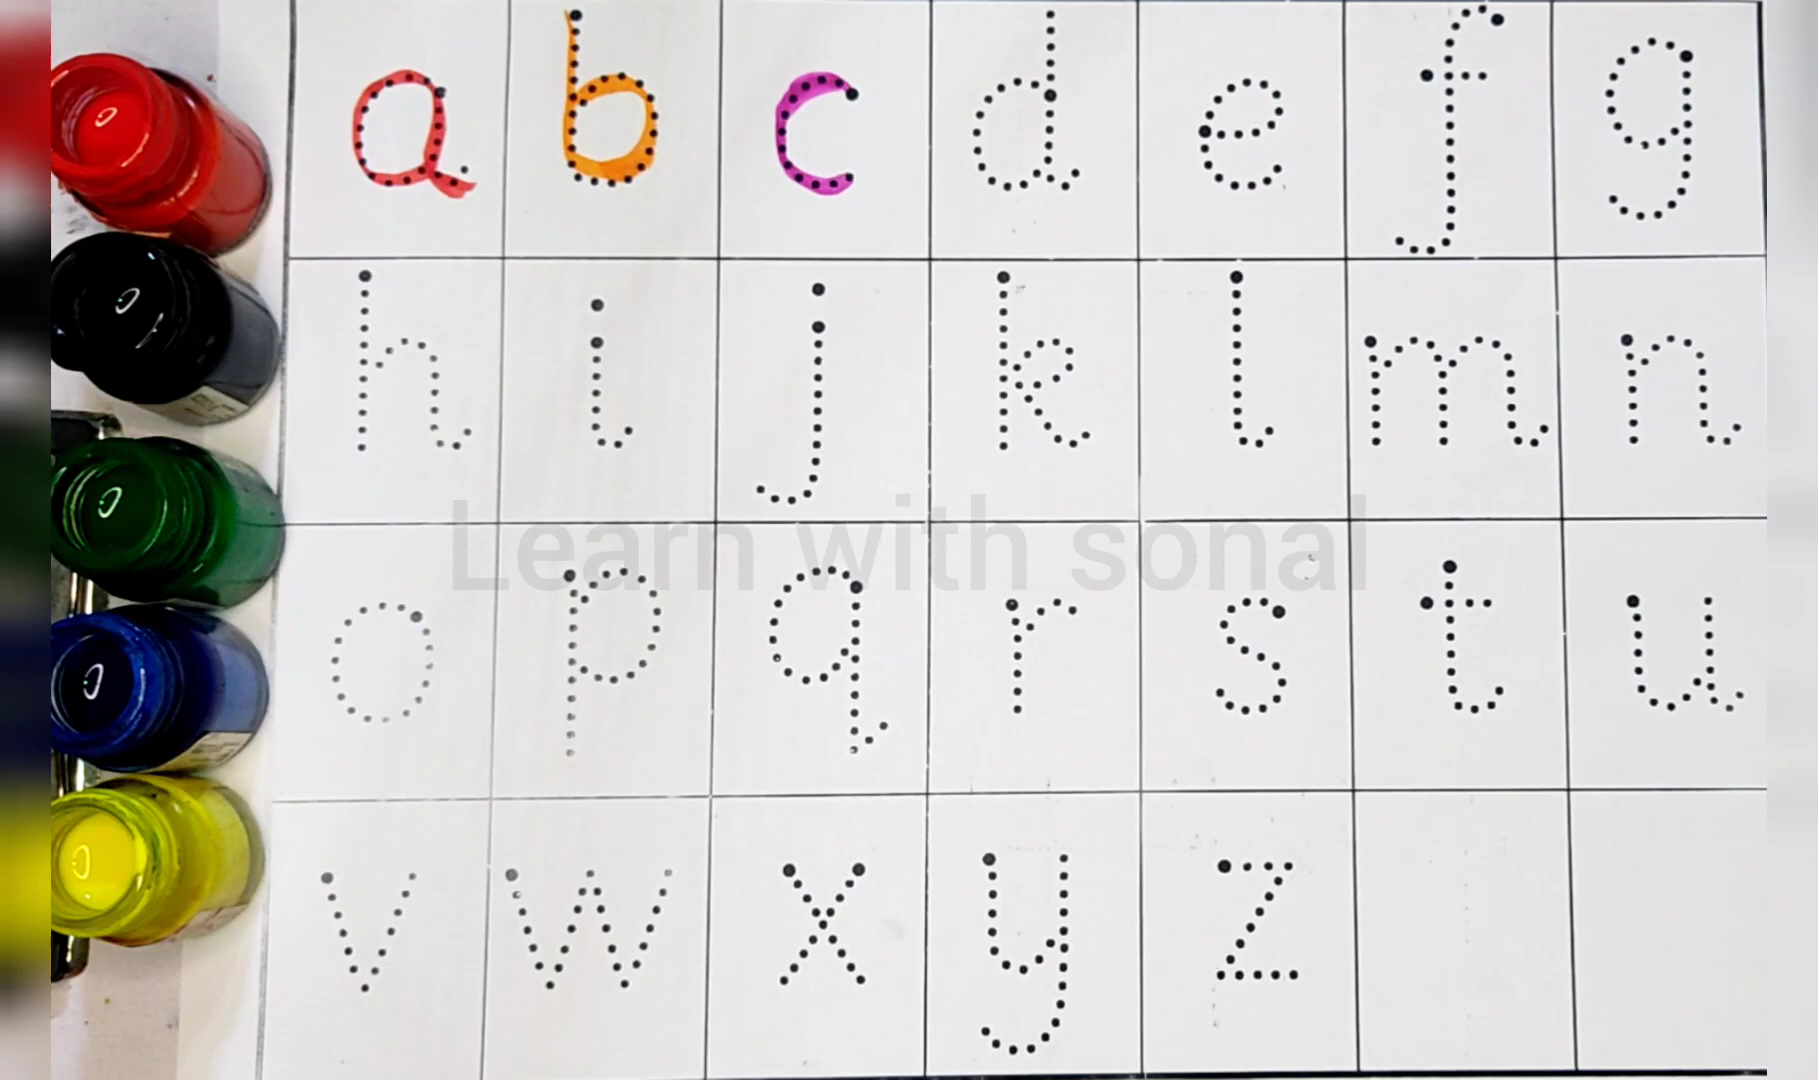 a b c d e f g
h i j k l m n
Learn with sonal
o p q r s t u
v w x y z